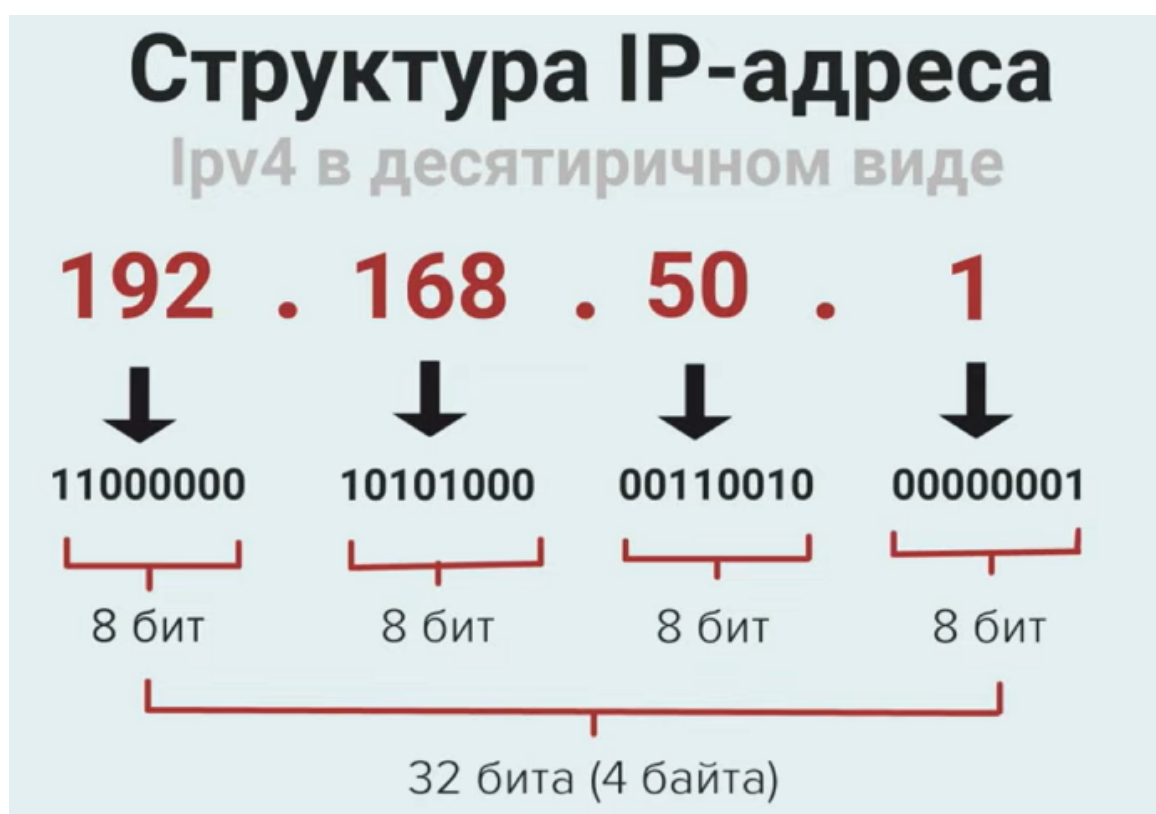 Структура IP-адреса
Ipv4 в десятиричном виде
192 . 168 . 50 . 1
11000000 10101000 00110010 00000001
8 бит 8 бит 8 бит 8 бит
32 бита (4 байта)